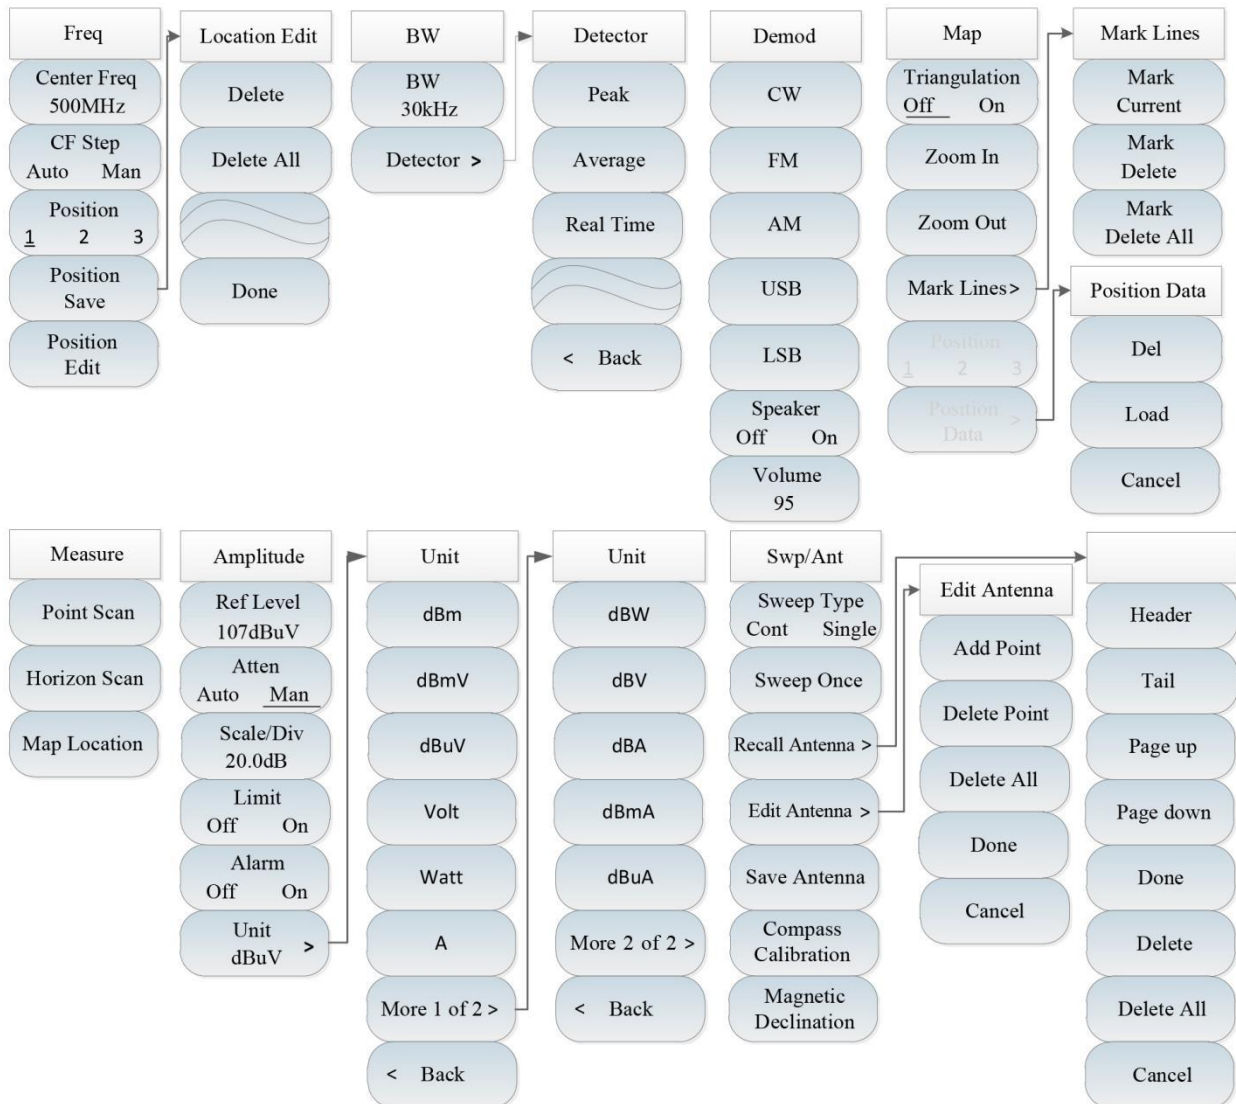 Freq
Center Freq
500MHz
CF Step
Auto Man
Position
1 2 3
Position
Save
Position
Edit
Location Edit
Delete
Delete All
Done
BW
BW
30kHz
Detector >
Detector
Peak
Average
Real Time
< Back
Demod
CW
FM
AM
USB
LSB
Speaker
Off On
Volume
95
Map
Triangulation
Off On
Zoom In
Zoom Out
Mark Lines>
Position
1 2 3
Position
Data >
Mark Lines
Mark
Current
Mark
Delete
Mark
Delete All
Position Data
Del
Load
Cancel
Measure
Point Scan
Horizon Scan
Map Location
Amplitude
Ref Level
107dBuV
Atten
Auto Man
Scale/Div
20.0dB
Limit
Off On
Alarm
Off On
Unit
dBuV >
Unit
dBm
dBmV
dBuV
Volt
Watt
A
More 1 of 2 >
< Back
Unit
dBW
dBV
dBA
dBmA
dBuA
More 2 of 2 >
< Back
Swp/Ant
Sweep Type
Cont Single
Sweep Once
Recall Antenna >
Edit Antenna >
Save Antenna
Compass
Calibration
Magnetic
Declination
Edit Antenna
Add Point
Delete Point
Delete All
Done
Cancel
Header
Tail
Page up
Page down
Done
Delete
Delete All
Cancel